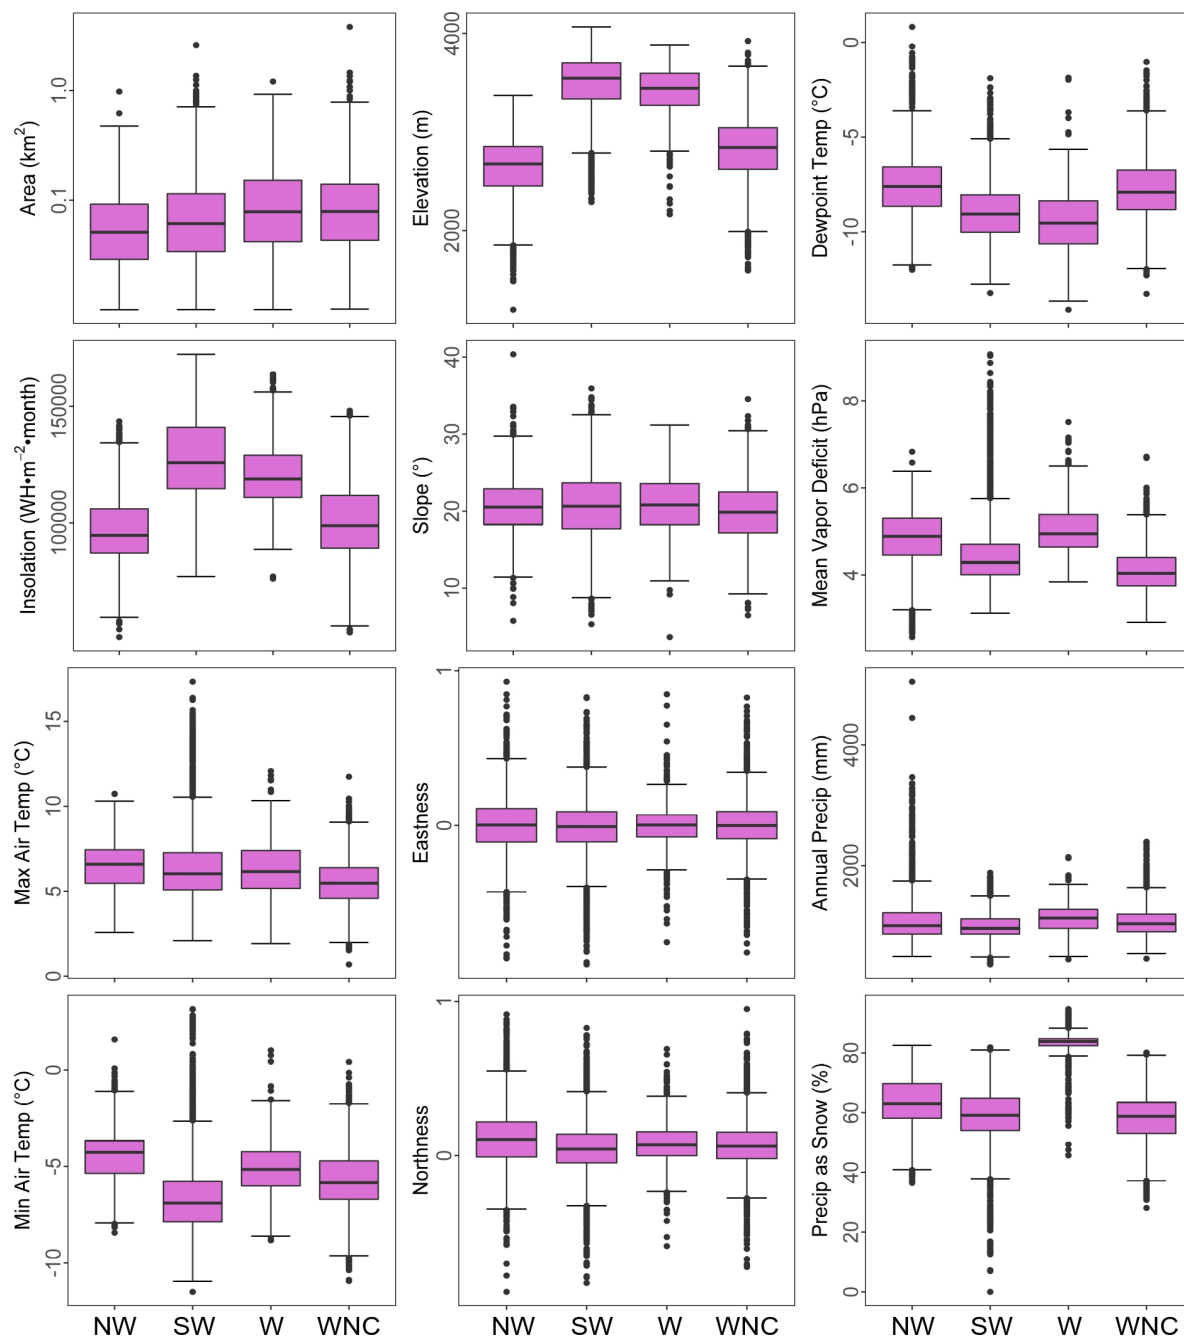 Area (km²)
1.0
0.1
Elevation (m)
4000
2000
Dewpoint Temp (°C)
0
-5
-10
Insolation (WH•m⁻²•month)
150000
100000
Slope (°)
40
30
20
10
Mean Vapor Deficit (hPa)
8
6
4
Max Air Temp (°C)
15
10
5
0
Eastness
1
0
Annual Precip (mm)
4000
2000
Min Air Temp (°C)
0
-5
-10
Northness
1
0
Precip as Snow (%)
80
60
40
20
0
NW SW W WNC
NW SW W WNC
NW SW W WNC